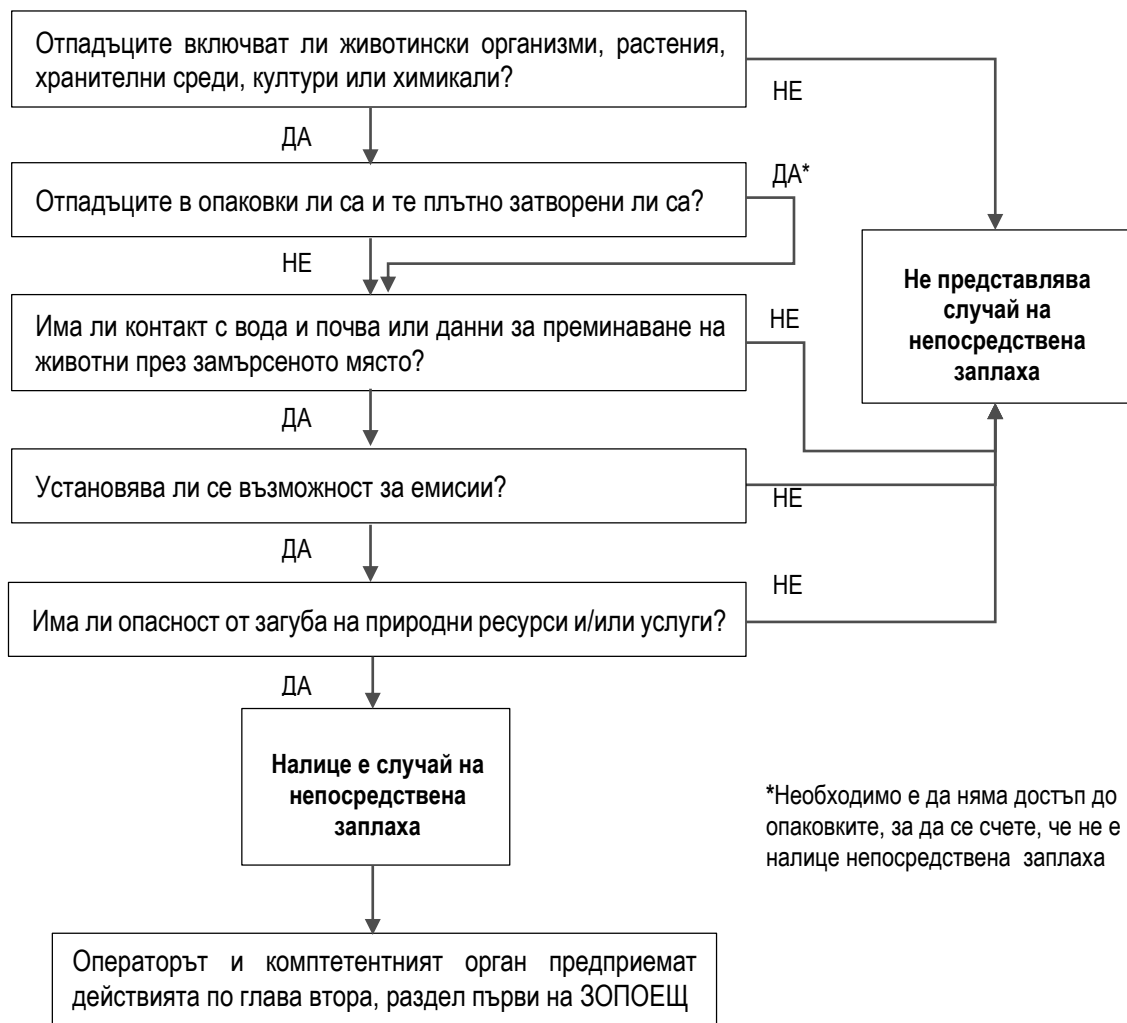 Отпадъците включват ли животински организми, растения,
хранителни среди, култури или химикали?
НЕ
ДА
Отпадъците в опаковки ли са и те плътно затворени ли са?
ДА*
НЕ
Не представлява
случай на
непосредствена
заплаха
Има ли контакт с вода и почва или данни за преминаване на
животни през замърсеното място?
НЕ
ДА
Установява ли се възможност за емисии?
НЕ
ДА
Има ли опасност от загуба на природни ресурси и/или услуги?
НЕ
ДА
Налице е случай на
непосредствена
заплаха
*Необходимо е да няма достъп до
опаковките, за да се счете, че не е
налице непосредствена заплаха
Операторът и комптетентният орган предприемат
действията по глава втора, раздел първи на ЗОПОЕЩ